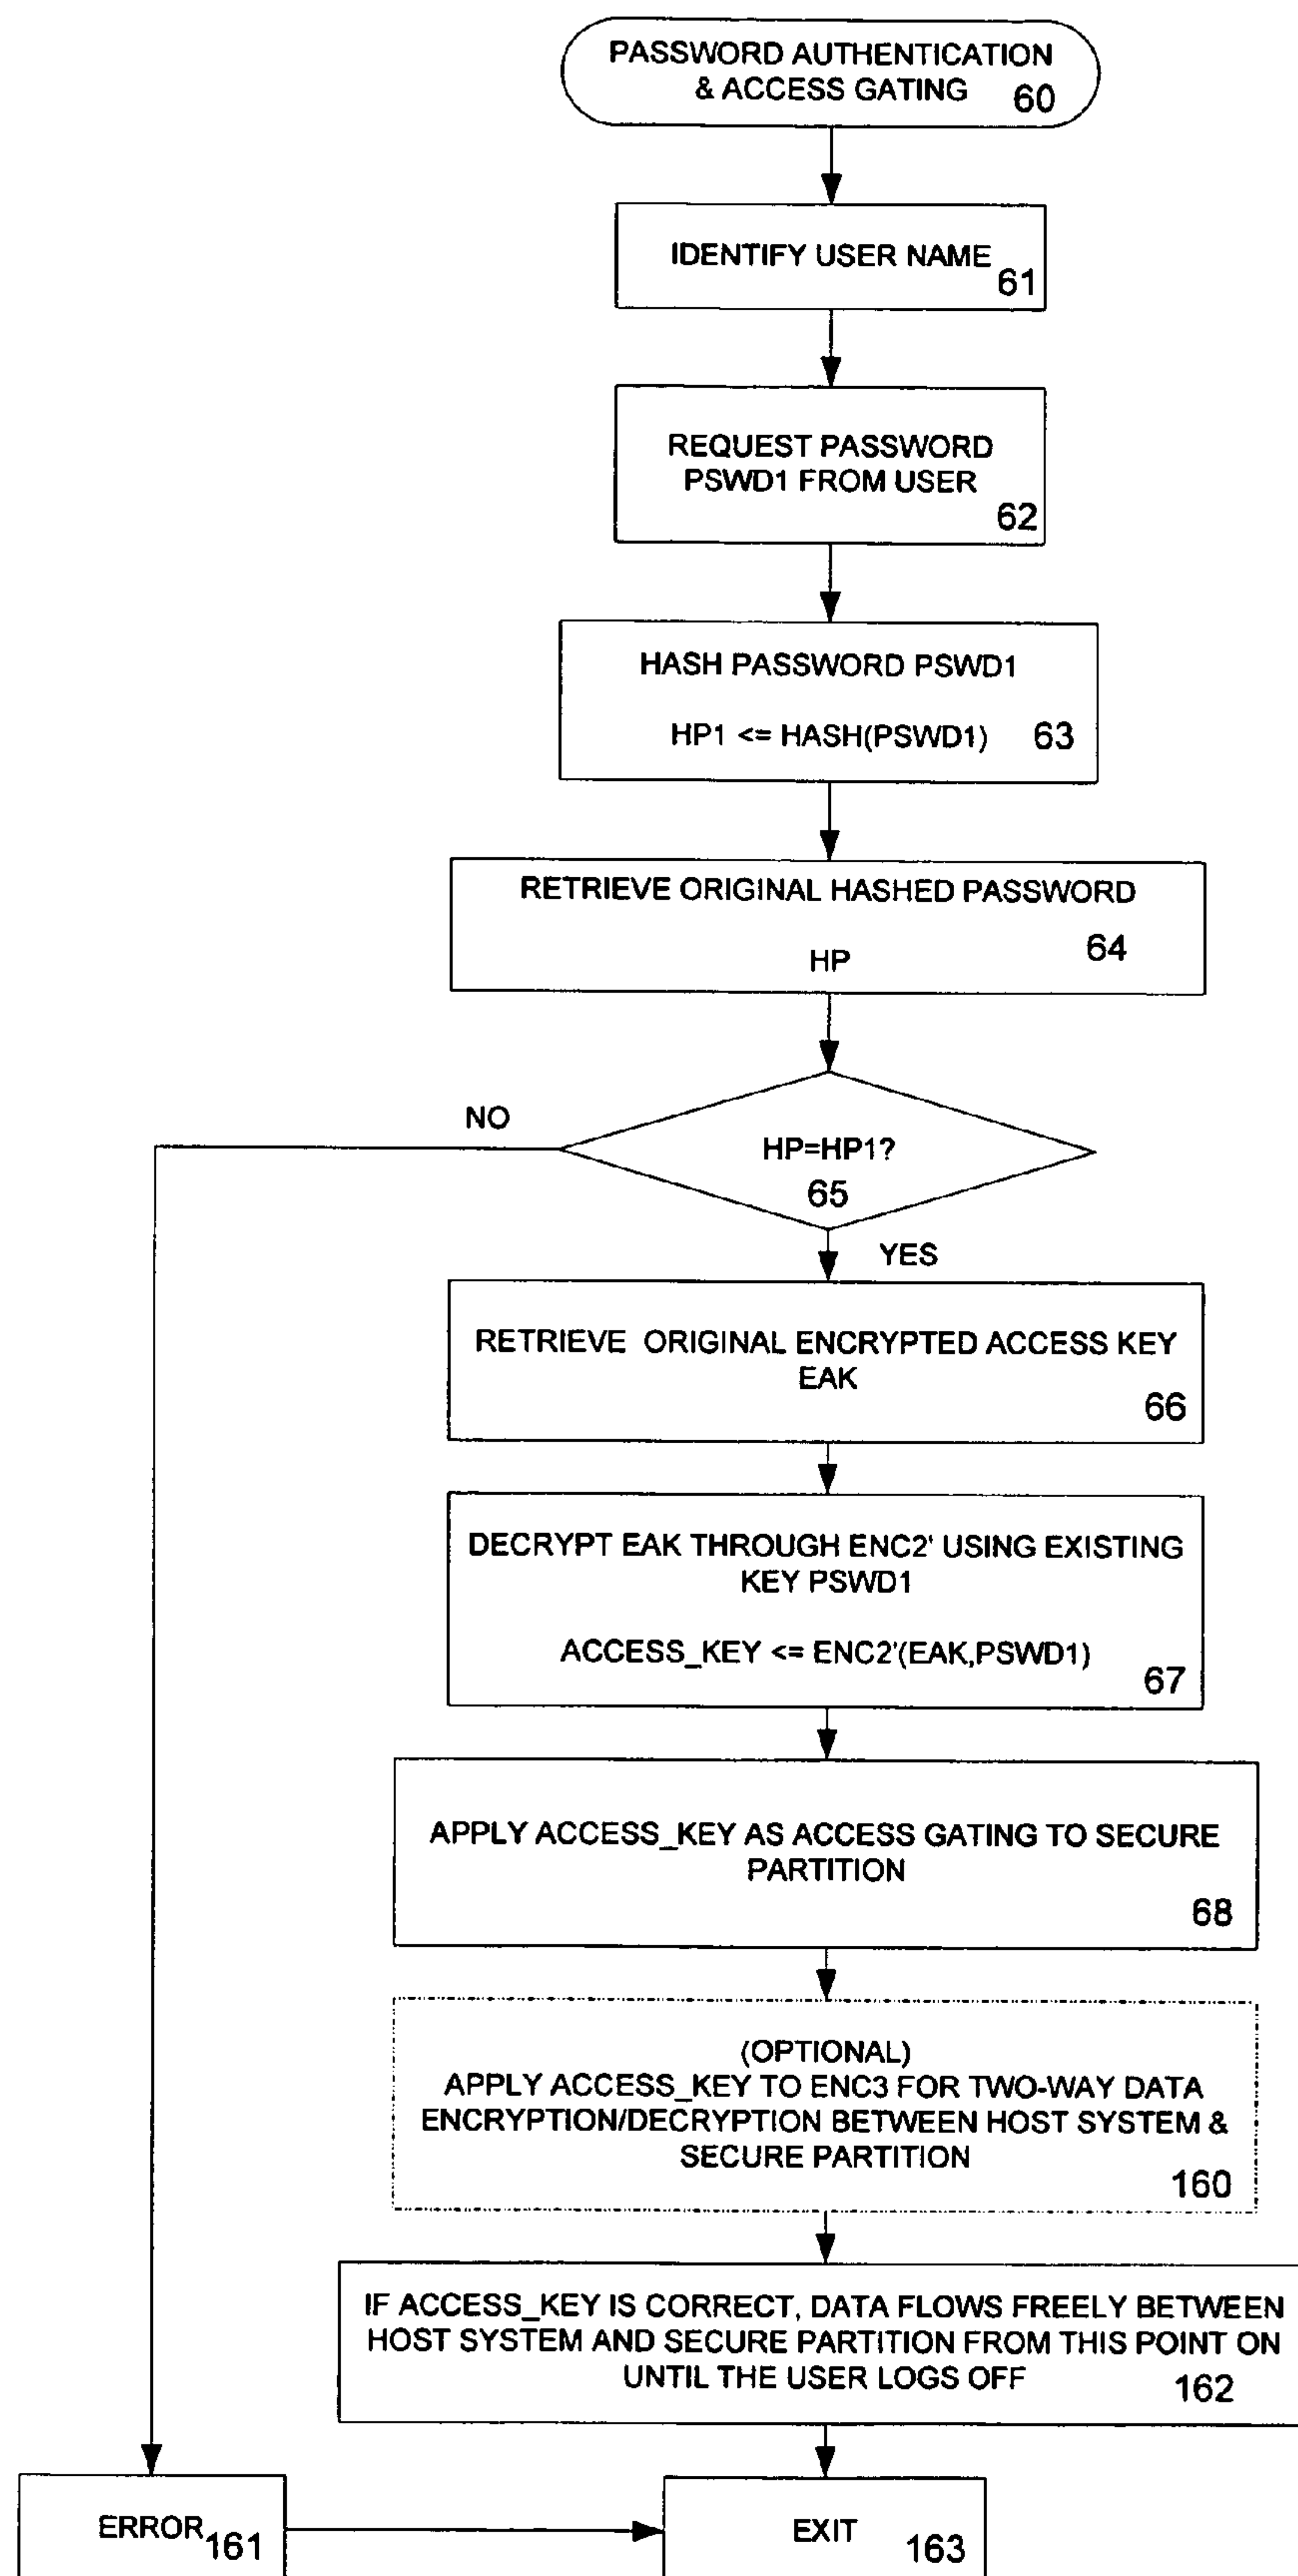 PASSWORD AUTHENTICATION
& ACCESS GATING 60
IDENTIFY USER NAME
61
REQUEST PASSWORD
PSWD1 FROM USER
62
HASH PASSWORD PSWD1
HP1 <= HASH(PSWD1) 63
RETRIEVE ORIGINAL HASHED PASSWORD
HP 64
NO
HP=HP1?
65
YES
RETRIEVE ORIGINAL ENCRYPTED ACCESS KEY
EAK
66
DECRYPT EAK THROUGH ENC2' USING EXISTING
KEY PSWD1
ACCESS_KEY <= ENC2'(EAK,PSWD1)
67
APPLY ACCESS_KEY AS ACCESS GATING TO SECURE
PARTITION
68
(OPTIONAL)
APPLY ACCESS_KEY TO ENC3 FOR TWO-WAY DATA
ENCRYPTION/DECRYPTION BETWEEN HOST SYSTEM &
SECURE PARTITION
160
IF ACCESS_KEY IS CORRECT, DATA FLOWS FREELY BETWEEN
HOST SYSTEM AND SECURE PARTITION FROM THIS POINT ON
UNTIL THE USER LOGS OFF 162
ERROR 161
EXIT 163